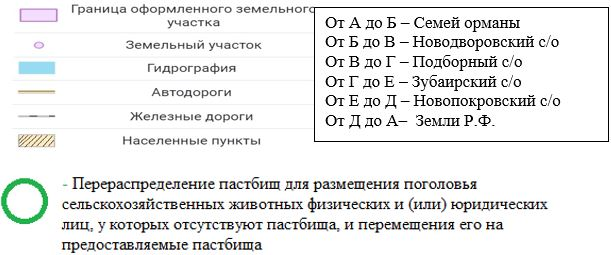 Граница оформленного земельного
участка
Земельный участок
Гидрография
Автодороги
Железные дороги
Населенные пункты
От А до Б – Семей орманы
От Б до В – Новодворовский с/о
От В до Г – Подборный с/о
От Г до Е – Зубаирский с/о
От Е до Д – Новопокровский с/о
От Д до А– Земли Р.Ф.
- Перераспределение пастбищ для размещения поголовья
сельскохозяйственных животных физических и (или) юридических
лиц, у которых отсутствуют пастбища, и перемещения его на
предоставляемые пастбища